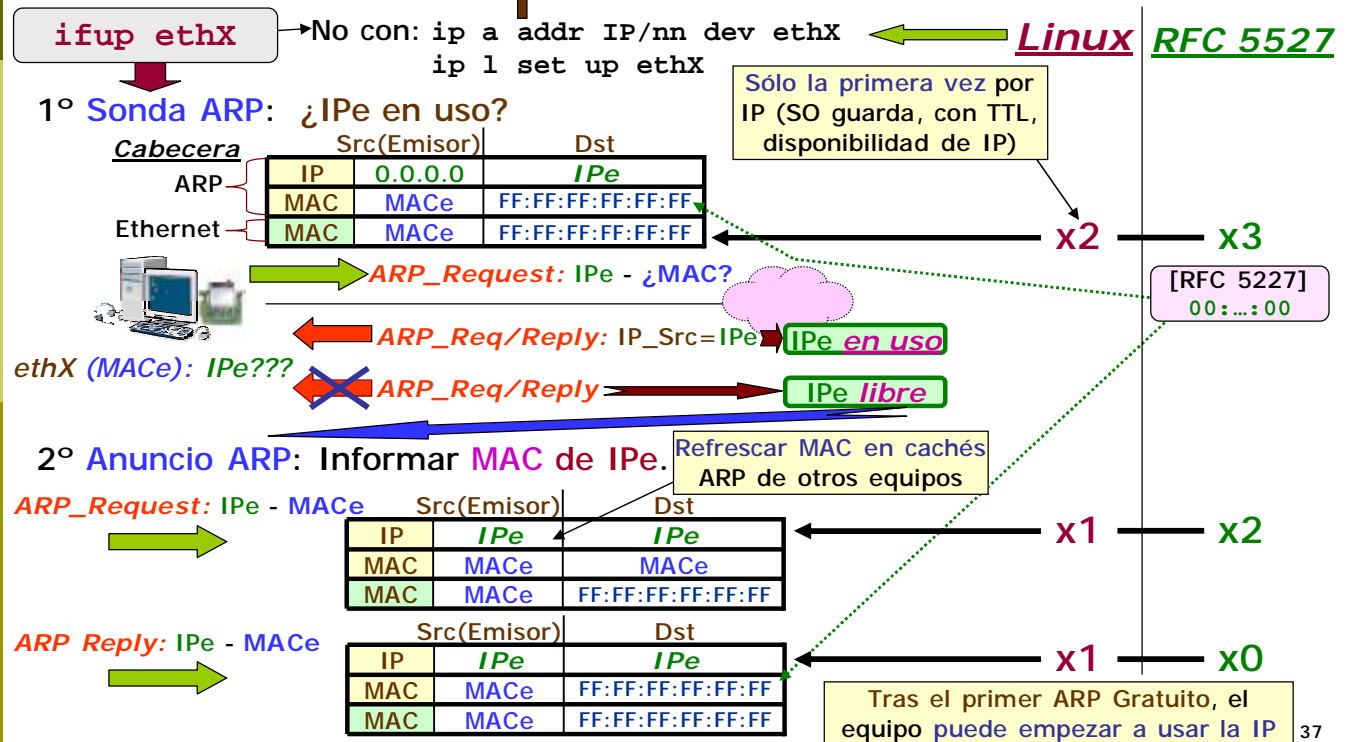 ifup ethX
No con: ip a addr IP/nn dev ethX
ip l set up ethX
Linux
RFC 5527
Sólo la primera vez por
IP (SO guarda, con TTL,
disponibilidad de IP)
1º Sonda ARP: ¿IPe en uso?
Cabecera
Src(Emisor) Dst
ARP
IP 0.0.0.0 IPe
MAC MACe FF:FF:FF:FF:FF:FF
Ethernet
MAC MACe FF:FF:FF:FF:FF:FF
x2
x3
ARP_Request: IPe - ¿MAC?
[RFC 5227]
00:…:00
ARP_Req/Reply: IP_Src=IPe
IPe en uso
ethX (MACe): IPe???
ARP_Req/Reply
IPe libre
2º Anuncio ARP: Informar MAC de IPe.
Refrescar MAC en cachés
ARP de otros equipos
ARP_Request: IPe - MACe
Src(Emisor) Dst
IP IPe IPe
MAC MACe MACe
MAC MACe FF:FF:FF:FF:FF:FF
x1
x2
ARP Reply: IPe - MACe
Src(Emisor) Dst
IP IPe IPe
MAC MACe FF:FF:FF:FF:FF:FF
MAC MACe FF:FF:FF:FF:FF:FF
x1
x0
Tras el primer ARP Gratuito, el
equipo puede empezar a usar la IP
37